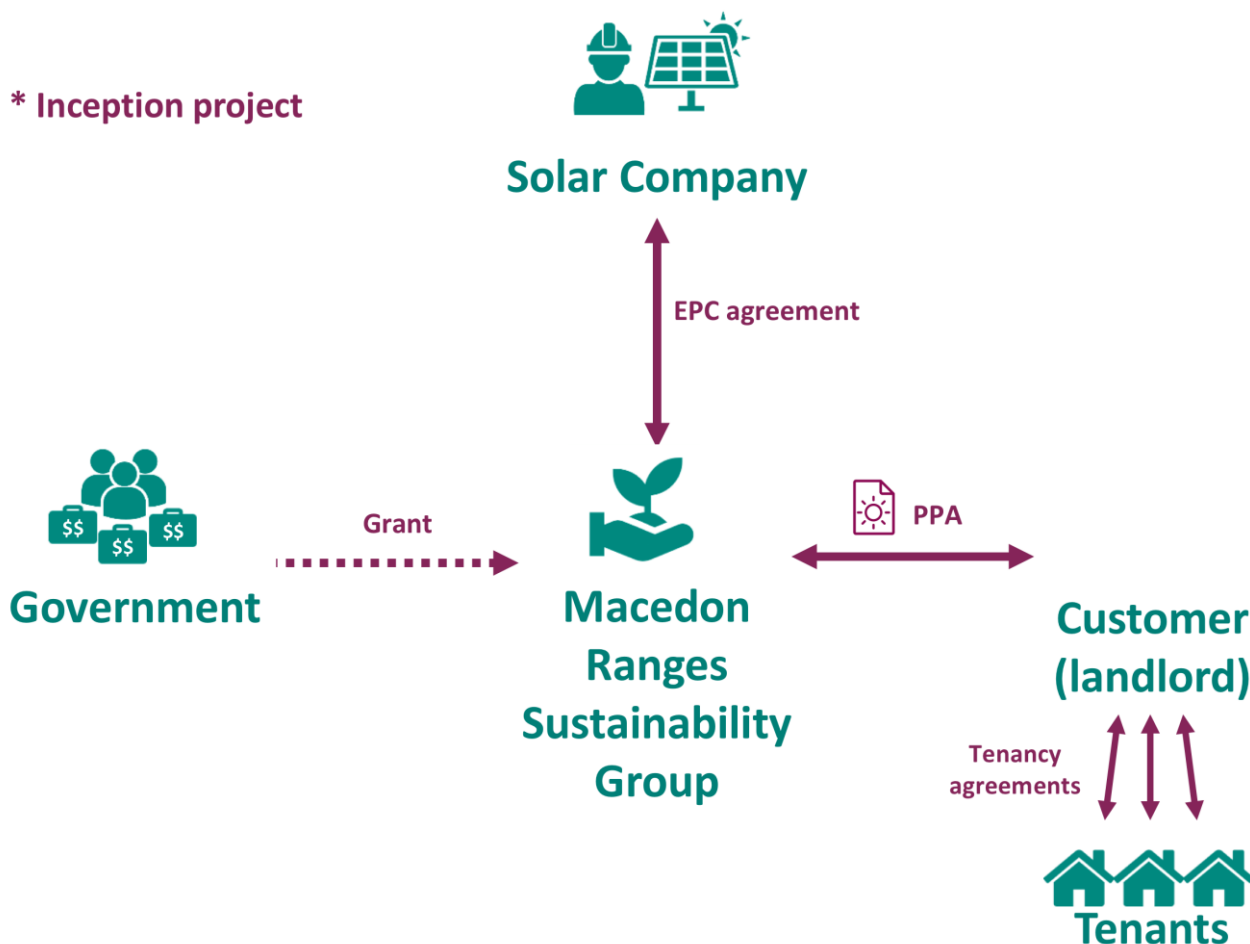 * Inception project
Solar Company
EPC agreement
$$
$$
$$
Grant
PPA
Government
Macedon
Ranges
Sustainability
Group
Customer
(landlord)
Tenancy
agreements
Tenants